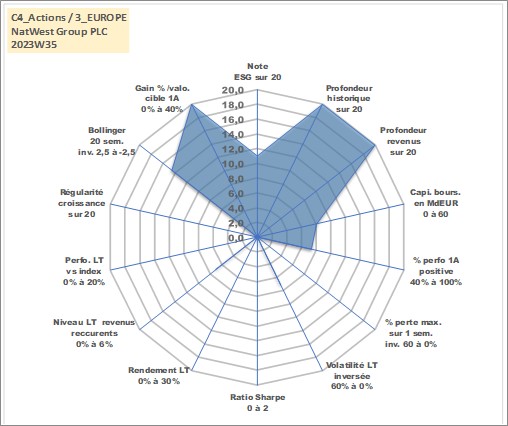 C4_Actions / 3_EUROPE
NatWest Group PLC
2023W35
Note
ESG sur 20
Profondeur
historique
sur 20
Profondeur
revenus
sur 20
Capi. bours.
en MdEUR
0 à 60
% perfo 1A
positive
40% à 100%
% perte max.
sur 1 sem.
inv. 60 à 0%
Volatilité LT
inversée
60% à 0%
Ratio Sharpe
0 à 2
Rendement LT
0% à 30%
Niveau LT revenus
reccurents
0% à 6%
Perfo. LT
vs index
0% à 20%
Régularité
croissance
sur 20
Bollinger
20 sem.
inv. 2,5 à -2,5
Gain % /valo.
cible 1A
0% à 40%
20,0
18,0
16,0
14,0
12,0
10,0
8,0
6,0
4,0
2,0
0,0